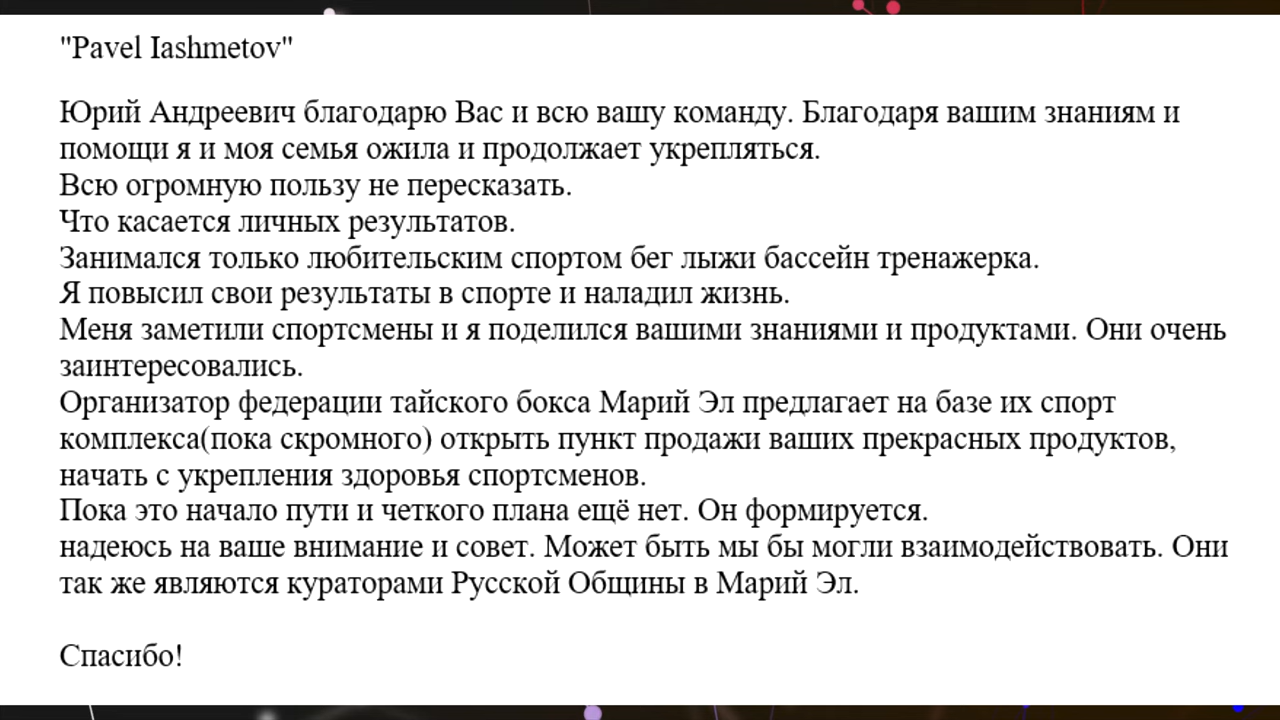 "Pavel Iashmetov"
Юрий Андреевич благодарю Вас и всю вашу команду. Благодаря вашим знаниям и
помощи я и моя семья ожила и продолжает укрепляться.
Всю огромную пользу не пересказать.
Что касается личных результатов.
Занимался только любительским спортом бег лыжи бассейн тренажерка.
Я повысил свои результаты в спорте и наладил жизнь.
Меня заметили спортсмены и я поделился вашими знаниями и продуктами. Они очень
заинтересовались.
Организатор федерации тайского бокса Марий Эл предлагает на базе их спорт
комплекса(пока скромного) открыть пункт продажи ваших прекрасных продуктов,
начать с укрепления здоровья спортсменов.
Пока это начало пути и четкого плана ещё нет. Он формируется.
надеюсь на ваше внимание и совет. Может быть мы бы могли взаимодействовать. Они
так же являются кураторами Русской Общины в Марий Эл.
Спасибо!